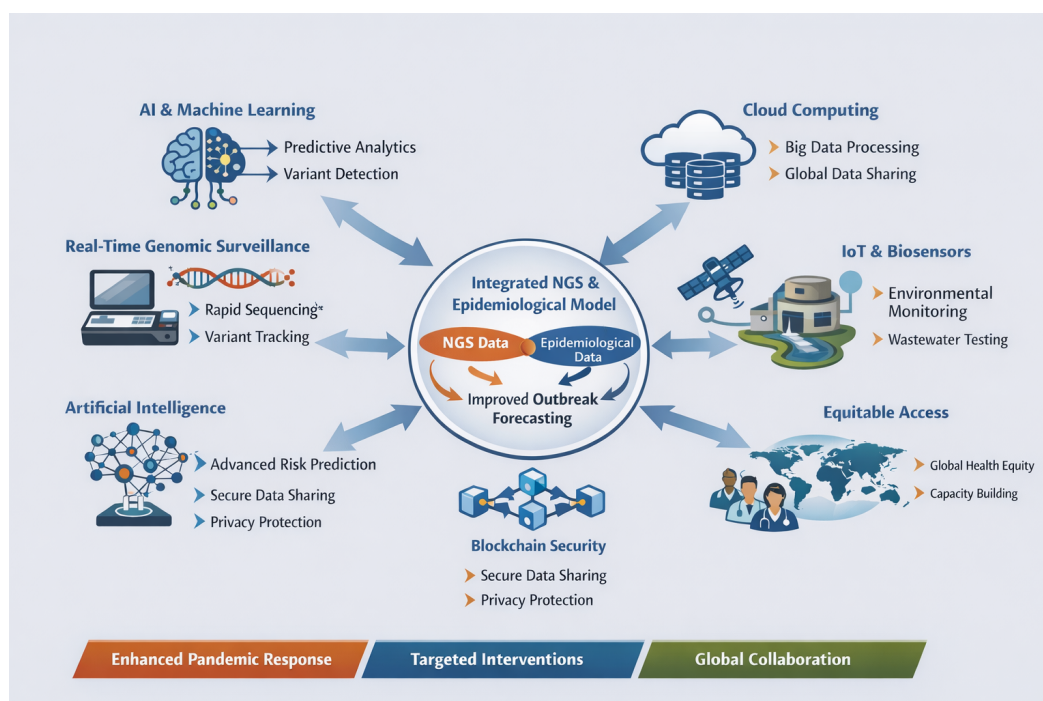 AI & Machine Learning
Predictive Analytics
Variant Detection
Cloud Computing
Big Data Processing
Global Data Sharing
Real-Time Genomic Surveillance
Rapid Sequencing
Variant Tracking
Integrated NGS &
Epidemiological Model
NGS Data
Epidemiological
Data
Improved Outbreak
Forecasting
IoT & Biosensors
Environmental
Monitoring
Wastewater Testing
Artificial Intelligence
Advanced Risk Prediction
Secure Data Sharing
Privacy Protection
Equitable Access
Global Health Equity
Capacity Building
Blockchain Security
Secure Data Sharing
Privacy Protection
Enhanced Pandemic Response
Targeted Interventions
Global Collaboration